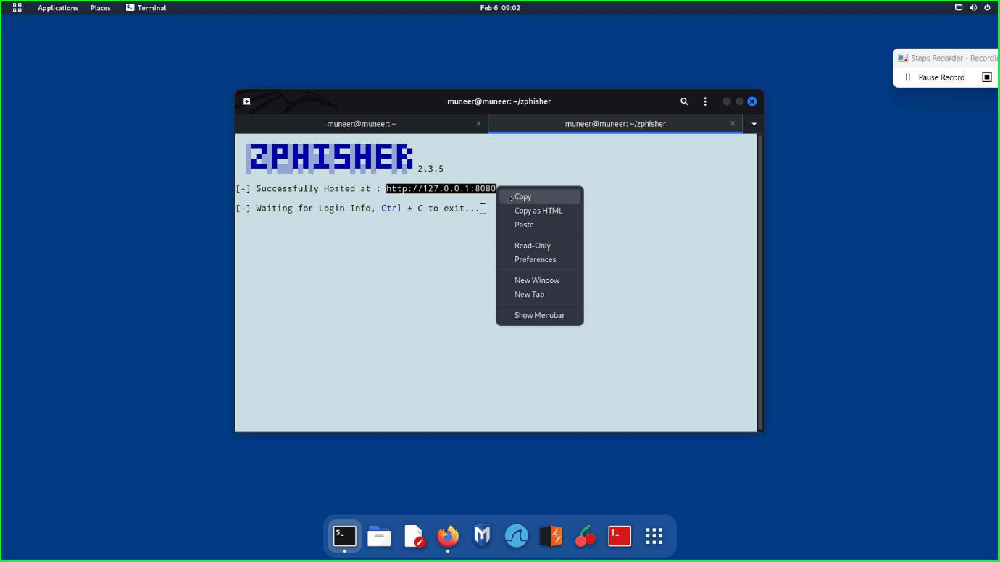 Applications Places Terminal Feb 6 09:02
Steps Recorder - Recordin
Pause Record
muneer@muneer: ~/zphisher
muneer@muneer: ~ muneer@muneer: ~/zphisher
ZPHISHER 2.3.5
[-] Successfully Hosted at : http://127.0.0.1:8080
[-] Waiting for Login Info, Ctrl + C to exit...
Copy
Copy as HTML
Paste
Read-Only
Preferences
New Window
New Tab
Show Menubar
$_ $_